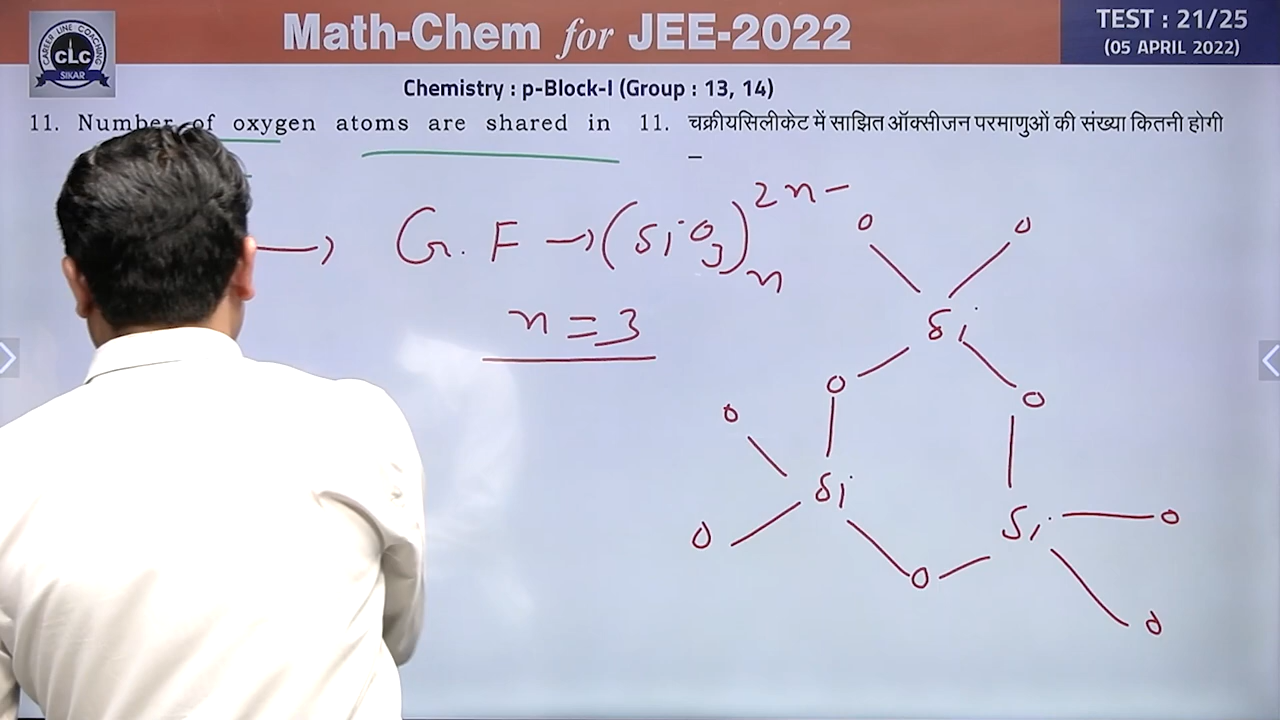 Math-Chem for JEE-2022
TEST : 21/25
(05 APRIL 2022)
CAREER LINE COACHING
CLC
SIKAR
Chemistry : p-Block-I (Group : 13, 14)
11. Number of oxygen atoms are shared in
11. चक्रीयसिलीकेट में साझित ऑक्सीजन परमाणुओं की संख्या कितनी होगी
–
→ G.F → (SiO₃)ₙ²ⁿ⁻
n = 3
O O
Si
O O
O
Si
O
Si O
O
O